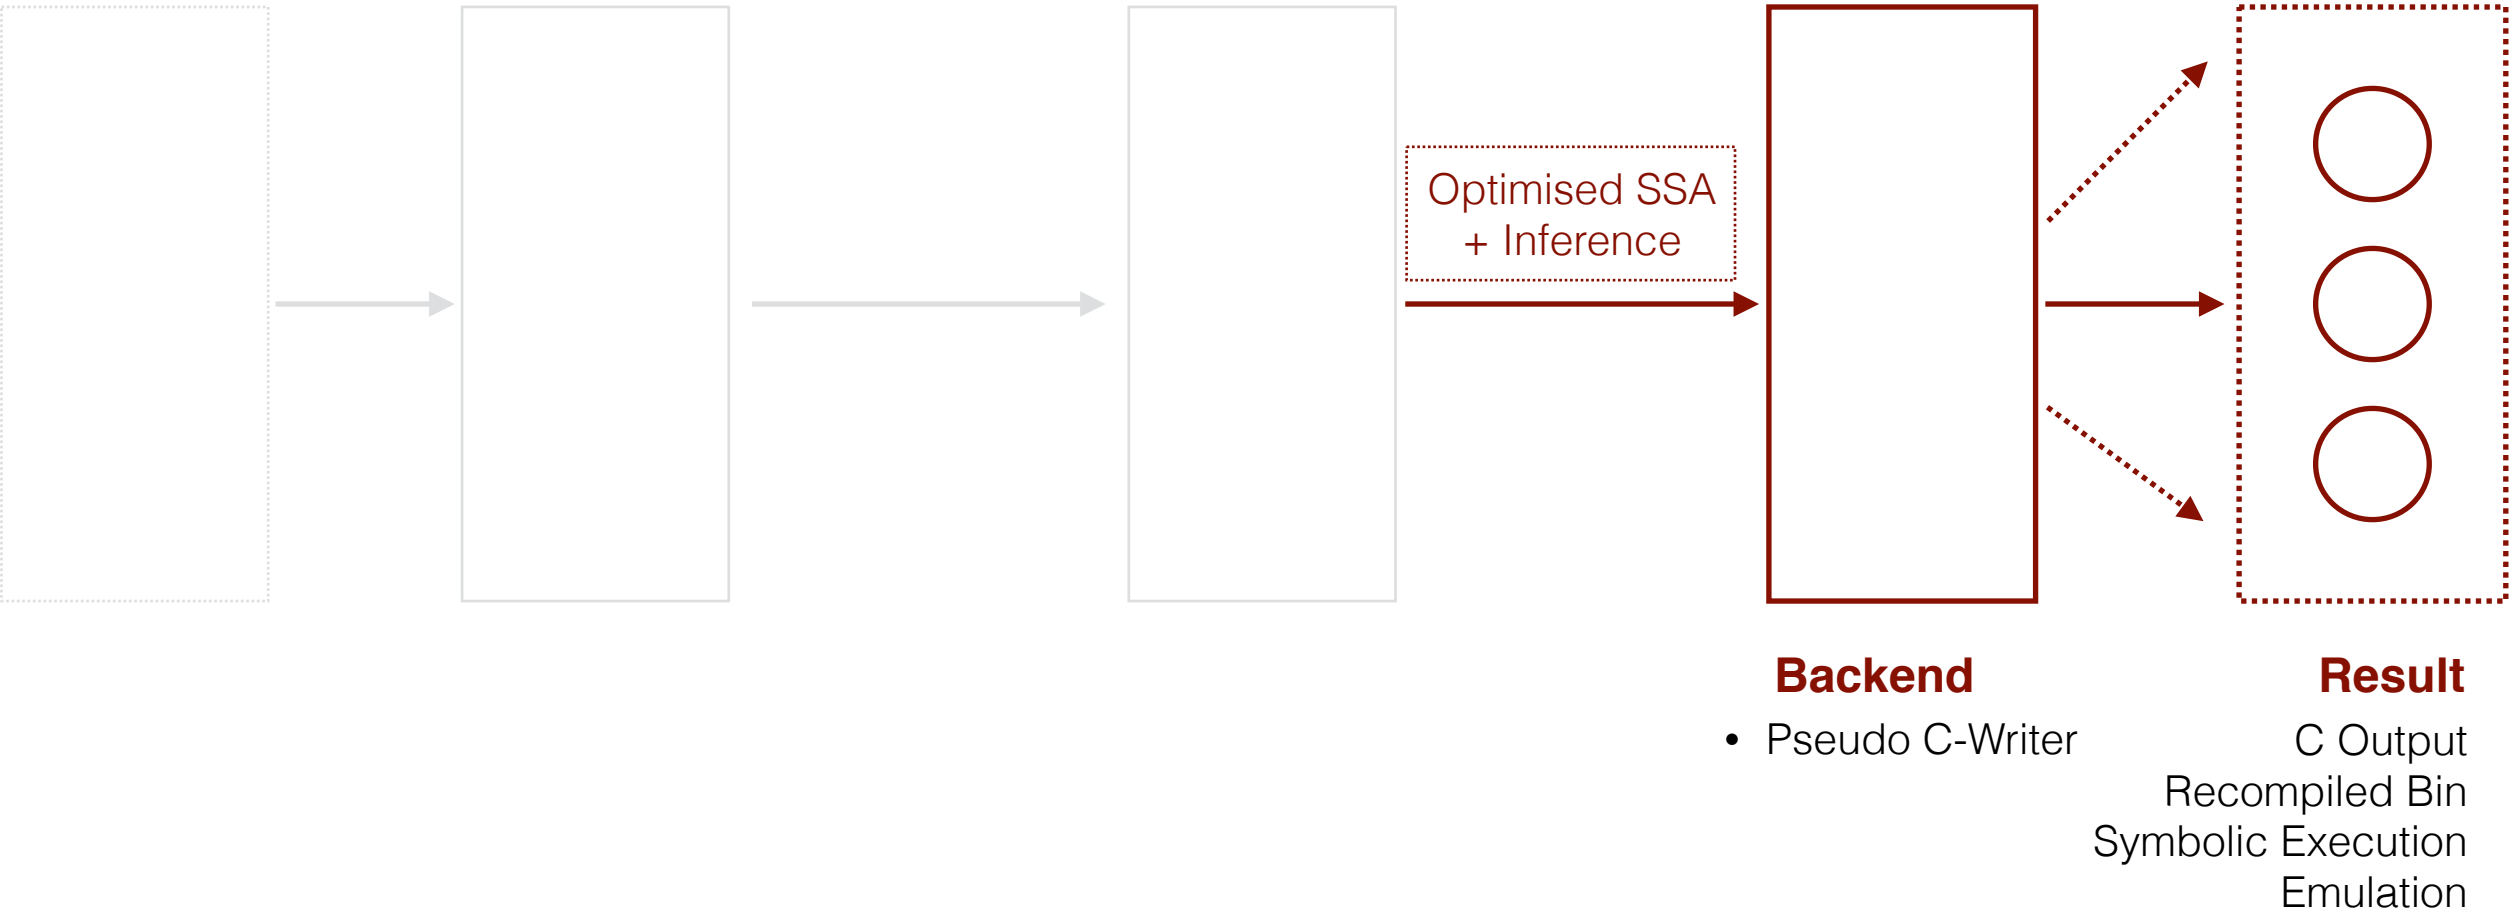 Optimised SSA
+ Inference
Backend
• Pseudo C-Writer
Result
C Output
Recompiled Bin
Symbolic Execution
Emulation